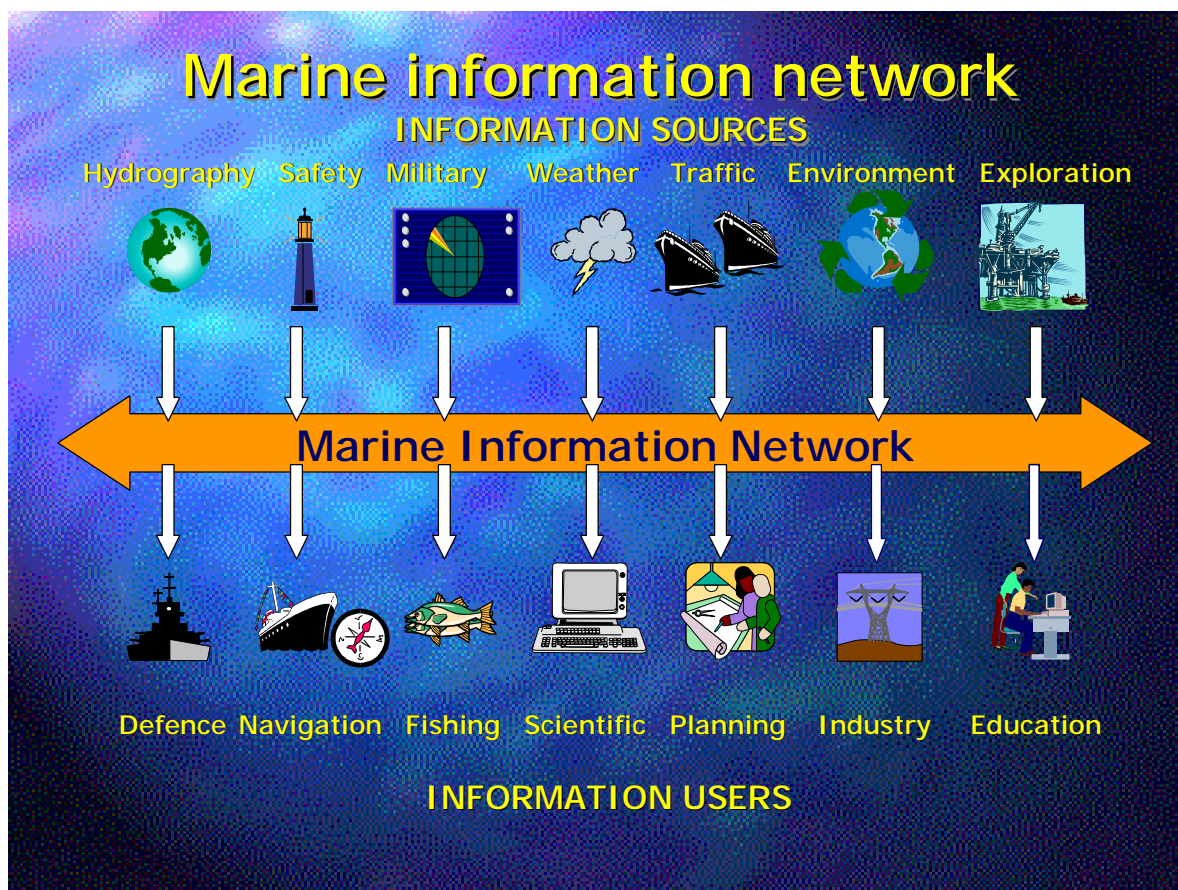 Marine information network
INFORMATION SOURCES
Hydrography Safety Military Weather Traffic Environment Exploration
Marine Information Network
Defence Navigation Fishing Scientific Planning Industry Education
INFORMATION USERS